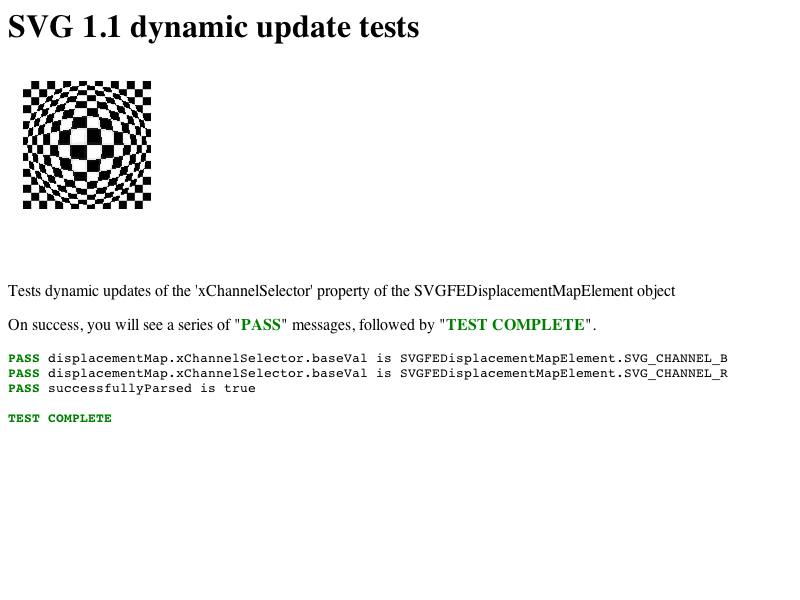 SVG 1.1 dynamic update tests
Tests dynamic updates of the 'xChannelSelector' property of the SVGFEDisplacementMapElement object
On success, you will see a series of "PASS" messages, followed by "TEST COMPLETE".
PASS displacementMap.xChannelSelector.baseVal is SVGFEDisplacementMapElement.SVG_CHANNEL_B
PASS displacementMap.xChannelSelector.baseVal is SVGFEDisplacementMapElement.SVG_CHANNEL_R
PASS successfullyParsed is true
TEST COMPLETE